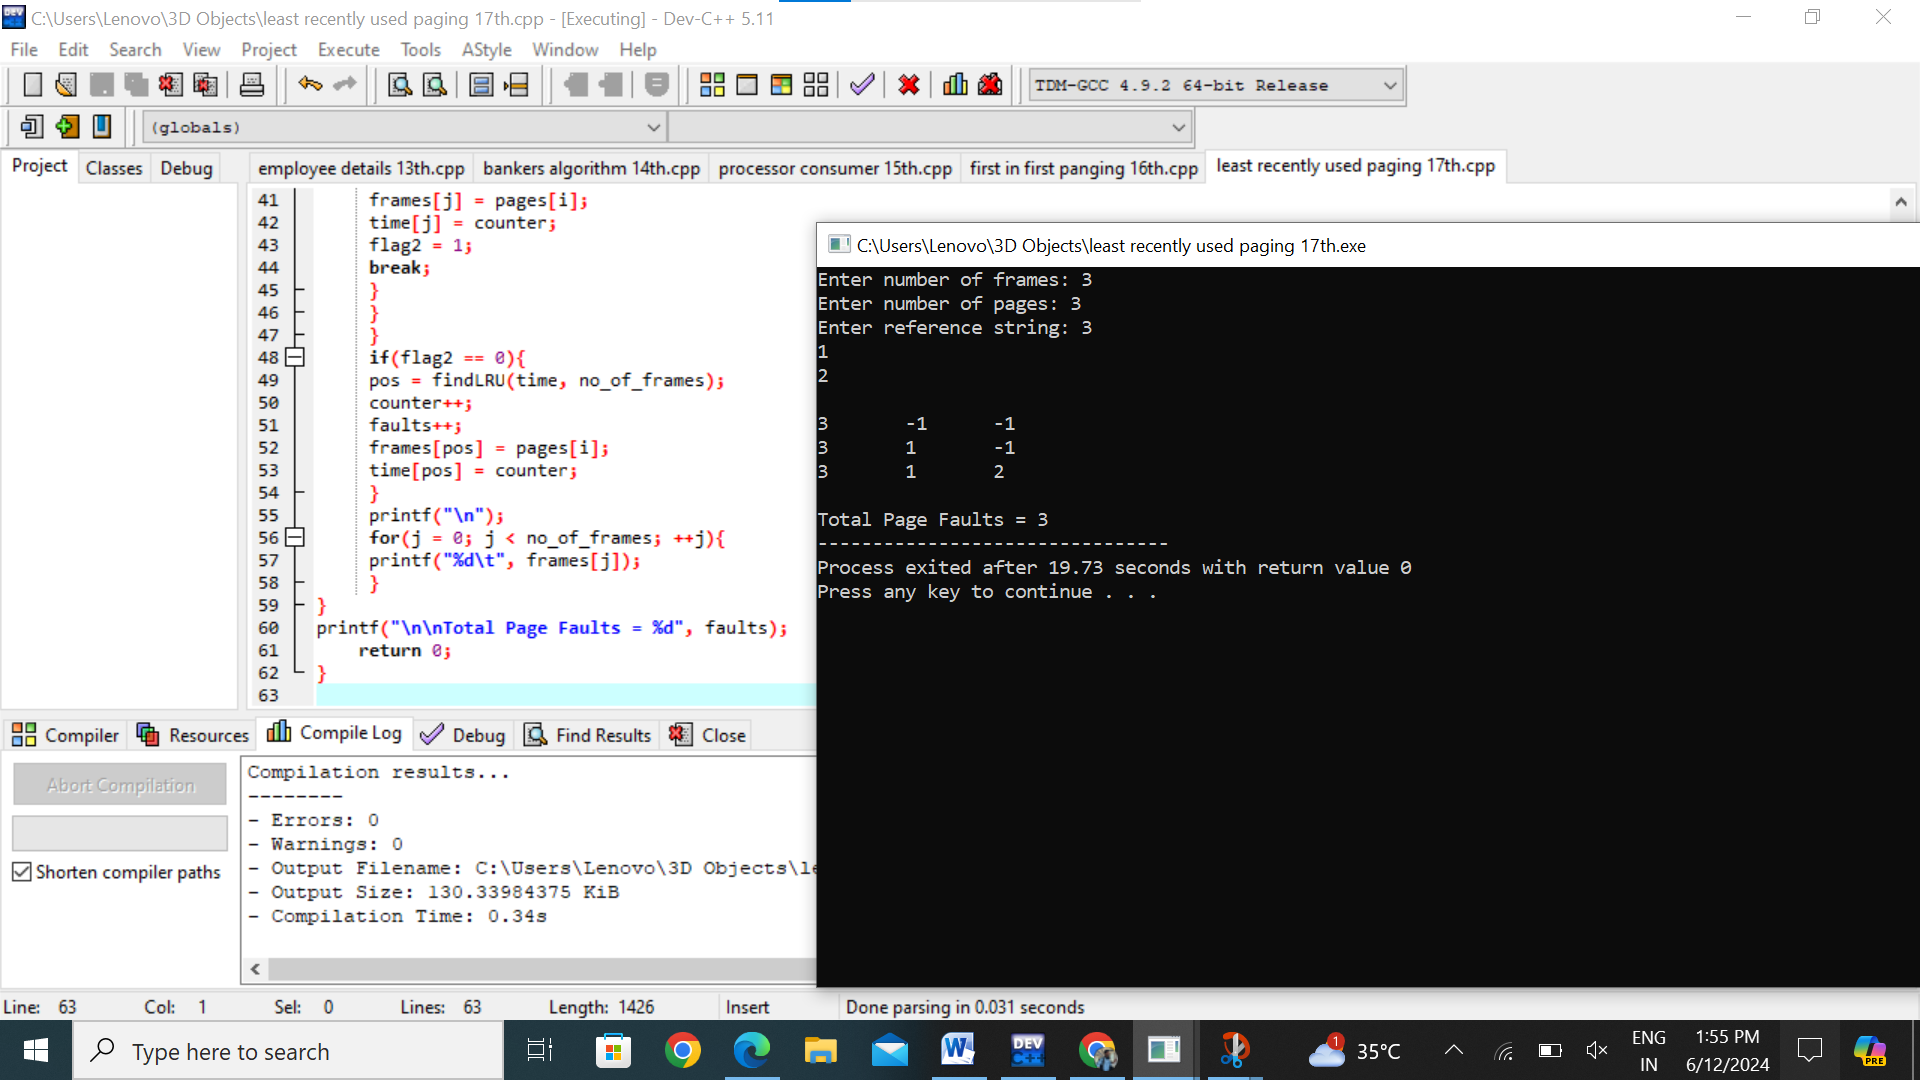 C:\Users\Lenovo\3D Objects\least recently used paging 17th.cpp - [Executing] - Dev-C++ 5.11
File Edit Search View Project Execute Tools AStyle Window Help
TDM-GCC 4.9.2 64-bit Release
(globals)
Project Classes Debug
employee details 13th.cpp bankers algorithm 14th.cpp processor consumer 15th.cpp first in first panging 16th.cpp least recently used paging 17th.cpp
41 frames[j] = pages[i];
42 time[j] = counter;
43 flag2 = 1;
44 break;
45 }
46 }
47 }
48 if(flag2 == 0){
49 pos = findLRU(time, no_of_frames);
50 counter++;
51 faults++;
52 frames[pos] = pages[i];
53 time[pos] = counter;
54 }
55 printf("\n");
56 for(j = 0; j < no_of_frames; ++j){
57 printf("%d\t", frames[j]);
58 }
59 }
60 printf("\n\nTotal Page Faults = %d", faults);
61 return 0;
62 }
63
C:\Users\Lenovo\3D Objects\least recently used paging 17th.exe
Enter number of frames: 3
Enter number of pages: 3
Enter reference string: 3
1
2
3 -1 -1
3 1 -1
3 1 2
Total Page Faults = 3
--------------------------------
Process exited after 19.73 seconds with return value 0
Press any key to continue . . .
Compiler Resources Compile Log Debug Find Results Close
Abort Compilation
Shorten compiler paths
Compilation results...
--------
- Errors: 0
- Warnings: 0
- Output Filename: C:\Users\Lenovo\3D Objects\le
- Output Size: 130.33984375 KiB
- Compilation Time: 0.34s
Line: 63 Col: 1 Sel: 0 Lines: 63 Length: 1426 Insert Done parsing in 0.031 seconds
Type here to search
DEV C++
1
35°C
ENG
IN
1:55 PM
6/12/2024
PRE